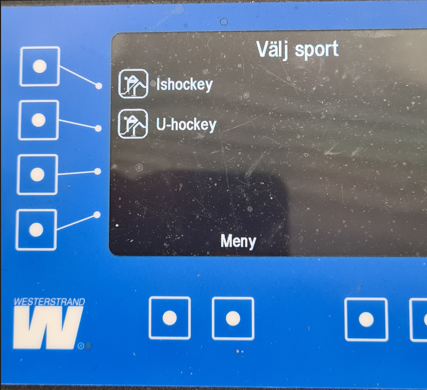 Välj sport
Ishockey
U-hockey
Meny
WESTERSTRAND
W